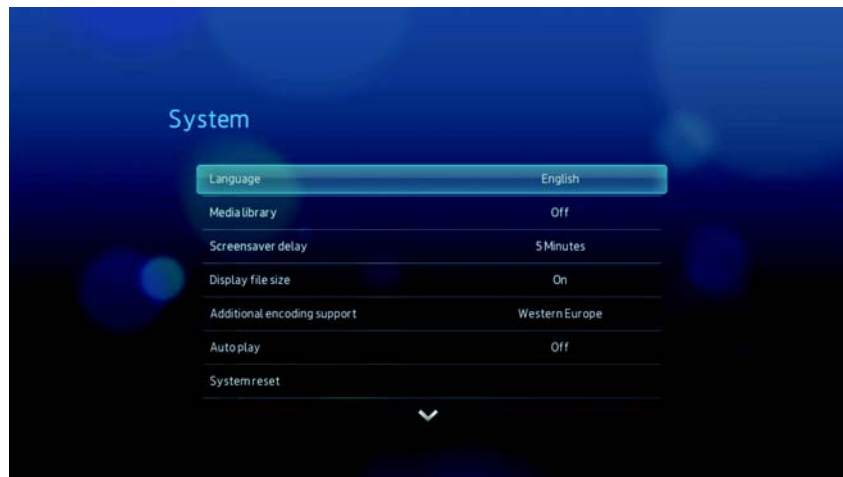 System
Language English
Media library Off
Screensaver delay 5 Minutes
Display file size On
Additional encoding support Western Europe
Auto play Off
System reset